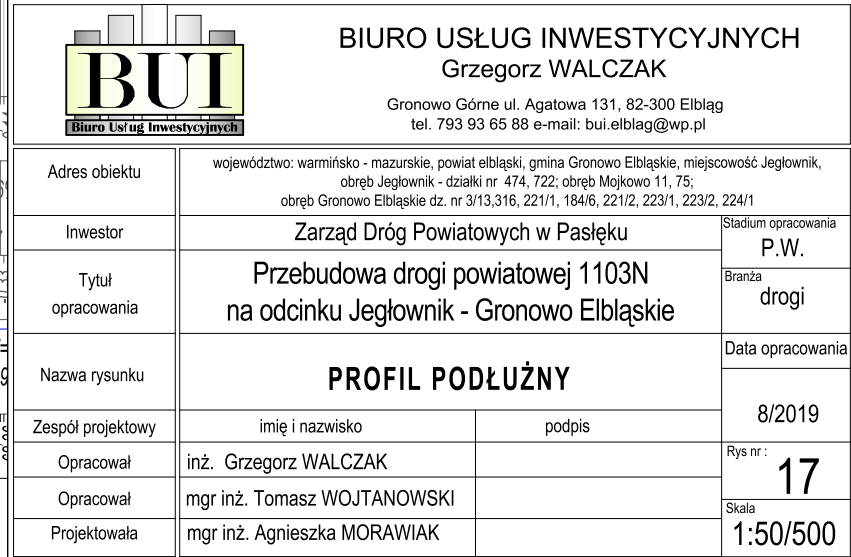 BUI
Biuro Usług Inwestycyjnych
BIURO USŁUG INWESTYCYJNYCH
Grzegorz WALCZAK
Gronowo Górne ul. Agatowa 131, 82-300 Elbląg
tel. 793 93 65 88 e-mail: bui.elblag@wp.pl
Adres obiektu
województwo: warmińsko - mazurskie, powiat elbląski, gmina Gronowo Elbląskie, miejscowość Jegłownik,
obręb Jegłownik - działki nr 474, 722; obręb Mojkowo 11, 75;
obręb Gronowo Elbląskie dz. nr 3/13,316, 221/1, 184/6, 221/2, 223/1, 223/2, 224/1
Inwestor
Zarząd Dróg Powiatowych w Pasłęku
Stadium opracowania
P.W.
Tytuł
opracowania
Przebudowa drogi powiatowej 1103N
na odcinku Jegłownik - Gronowo Elbląskie
Branża
drogi
Nazwa rysunku
PROFIL PODŁUŻNY
Data opracowania
8/2019
Zespół projektowy
imię i nazwisko
podpis
Opracował
inż. Grzegorz WALCZAK
Rys nr :
17
Opracował
mgr inż. Tomasz WOJTANOWSKI
Projektowała
mgr inż. Agnieszka MORAWIAK
Skala
1:50/500